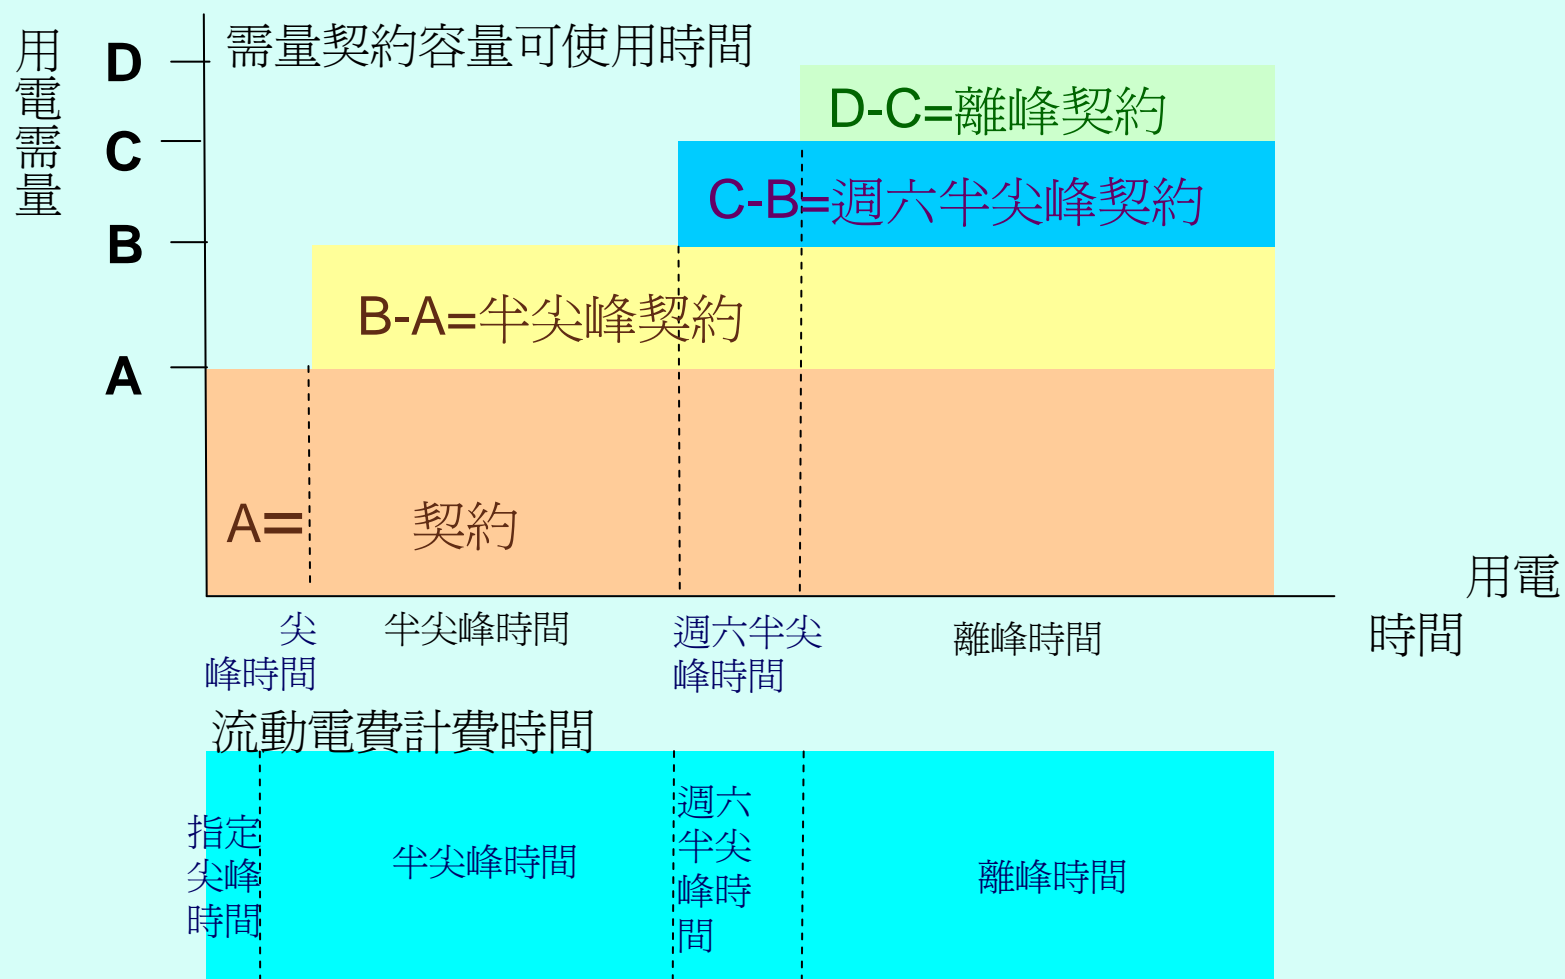 用電需量
需量契約容量可使用時間
D
C
B
A
D-C=離峰契約
C-B=週六半尖峰契約
B-A=半尖峰契約
A= 契約
用電
時間
尖
峰時間
半尖峰時間
週六半尖
峰時間
離峰時間
流動電費計費時間
指定
尖峰
時間
半尖峰時間
週六
半尖
峰時
間
離峰時間